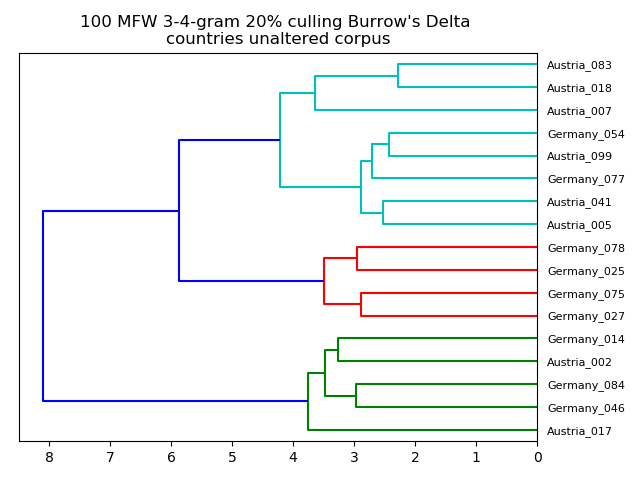 100 MFW 3-4-gram 20% culling Burrow's Delta
countries unaltered corpus
Austria_083
Austria_018
Austria_007
Germany_054
Austria_099
Germany_077
Austria_041
Austria_005
Germany_078
Germany_025
Germany_075
Germany_027
Germany_014
Austria_002
Germany_084
Germany_046
Austria_017
8 7 6 5 4 3 2 1 0